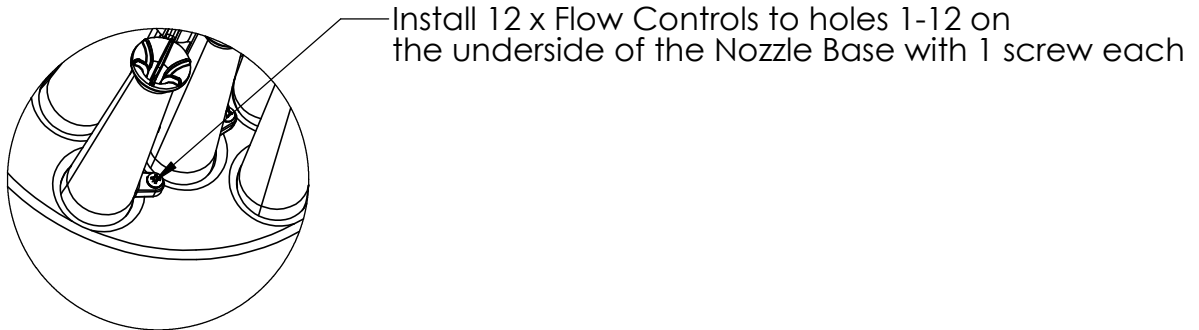 Install 12 x Flow Controls to holes 1-12 on
the underside of the Nozzle Base with 1 screw each